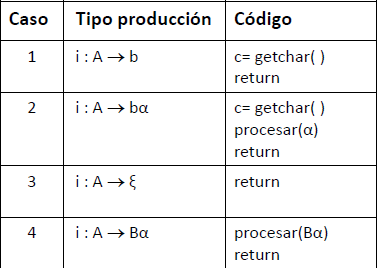 Caso Tipo producción Código
1 i : A → b c= getchar( )
return
2 i : A → bα c= getchar( )
procesar(α)
return
3 i : A → ξ return
4 i : A → Bα procesar(Bα)
return